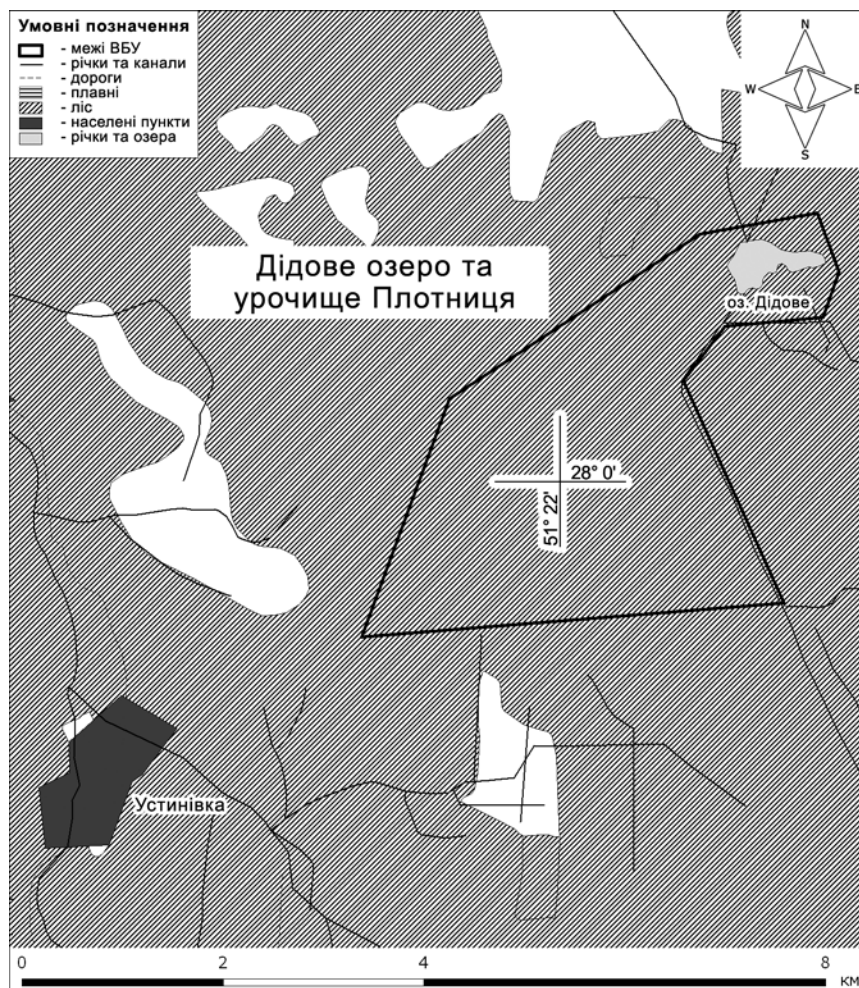 Умовні позначення
- межі ВБУ
- річки та канали
- дороги
- плавні
- ліс
- населені пункти
- річки та озера
N
W
E
S
Дідове озеро та
урочище Плотниця
оз. Дідове
28° 0'
51° 22'
Устинівка
0 2 4 8
км